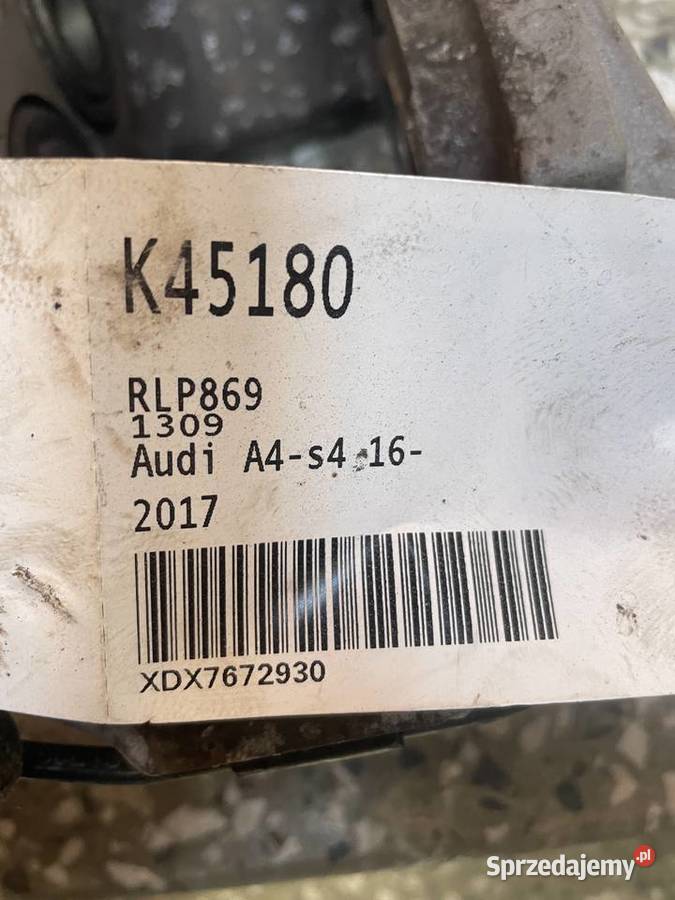 K45180
RLP869
1309
Audi A4-s4 16-
2017
XDX7672930
Sprzedajemy.pl